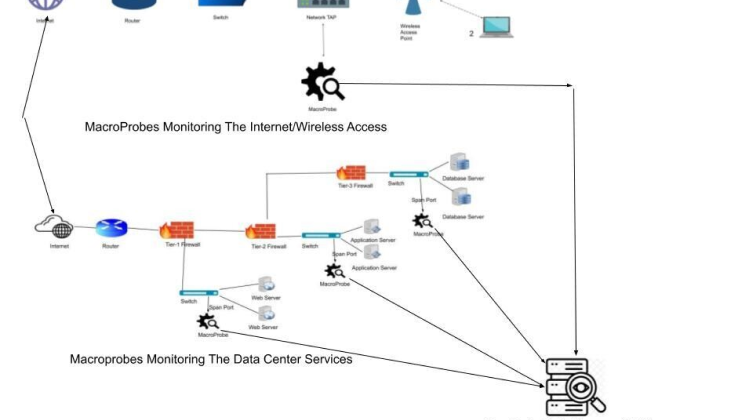 Internet
Router
Switch
Network TAP
Wireless
Access
Point
2
MacroProbe
MacroProbes Monitoring The Internet/Wireless Access
Tier-3 Firewall
Switch
Database Server
Span Port
Database Server
MacroProbe
Internet
Router
Tier-1 Firewall
Tier-2 Firewall
Switch
Application Server
Span Port
Application Server
MacroProbe
Switch
Web Server
Span Port
Web Server
MacroProbe
Macroprobes Monitoring The Data Center Services